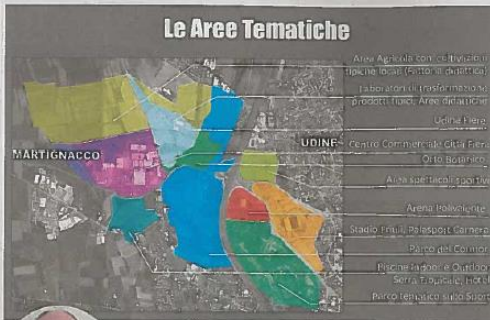 Le Aree Tematiche
Area Agricola con coltivazioni
tipiche locali (Fattoria didattica)
Laboratori di trasformazione
prodotti Aree didattiche
Udine Fiere
UDINE
Centro Commerciale Città Fiera
MARTIGNACCO
Orto Botanico
Area spettacoli sportivi
Arena Polivalente
Stadio Friuli, Palasport Carnera
Parco del Cormor
Piscine Indoor e Outdoor
Serra Tropicale, Hotel
Parco tematico sullo Sport